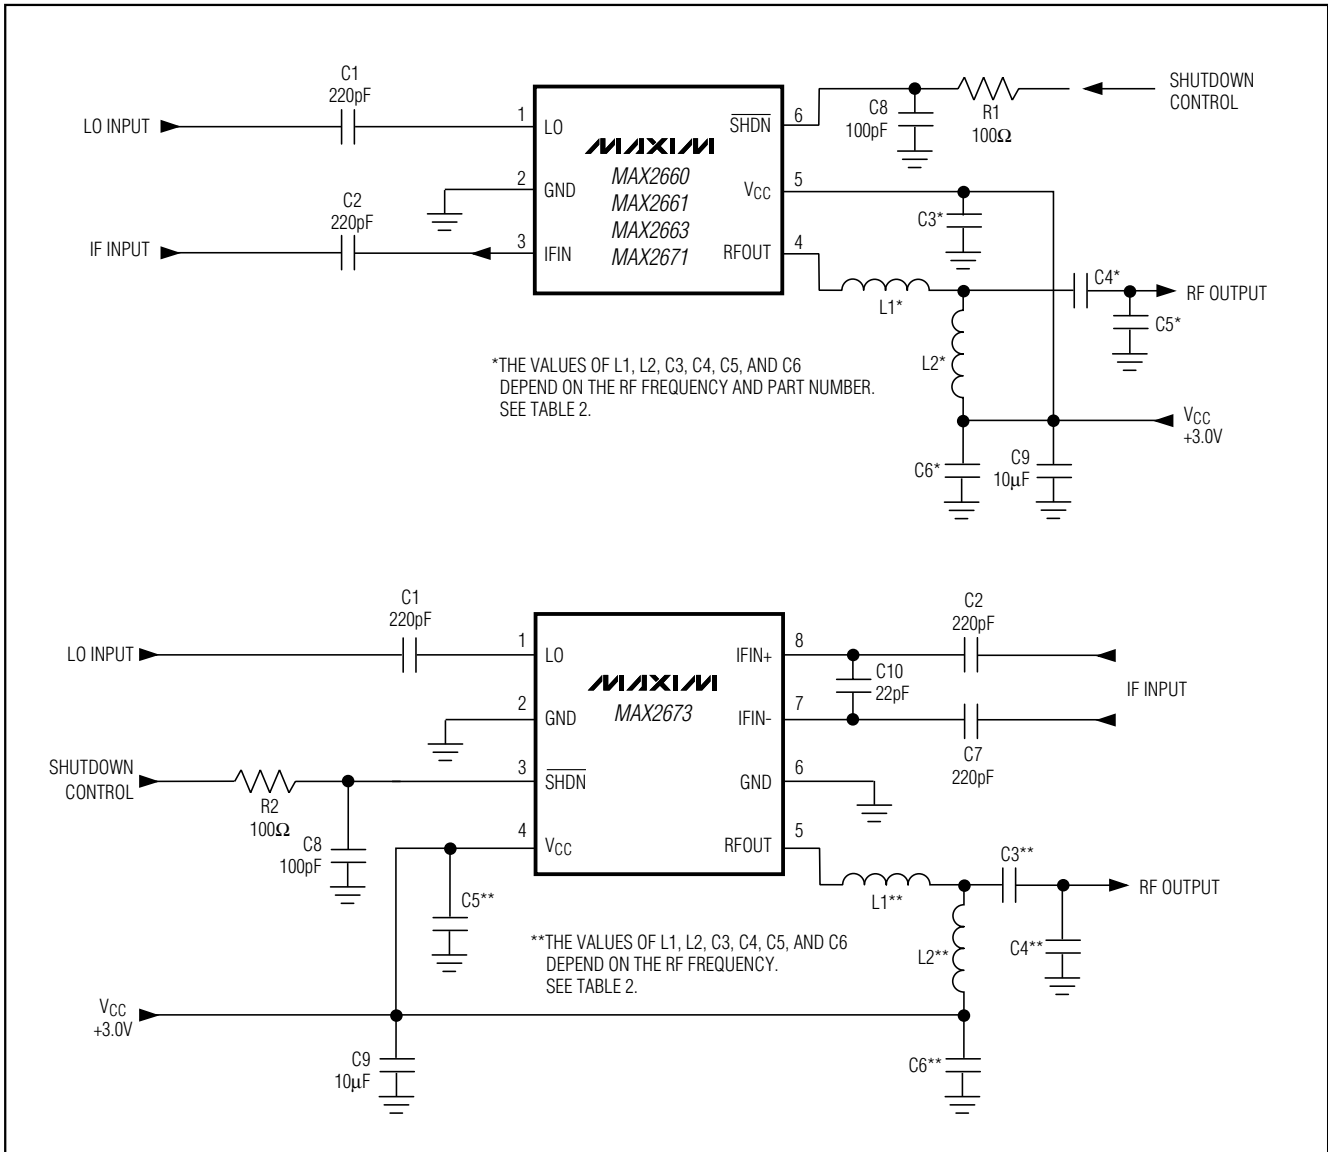 C1
220pF
LO INPUT
1
LO
2
GND
C2
220pF
IF INPUT
3
IFIN
MAXIM
MAX2660
MAX2661
MAX2663
MAX2671
SHDN
6
C8
100pF
R1
100Ω
SHUTDOWN
CONTROL
VCC
5
C3*
RFOUT
4
L1*
C4*
RF OUTPUT
C5*
L2*
*THE VALUES OF L1, L2, C3, C4, C5, AND C6
DEPEND ON THE RF FREQUENCY AND PART NUMBER.
SEE TABLE 2.
VCC
+3.0V
C6*
C9
10μF
C1
220pF
LO INPUT
1
LO
2
GND
SHUTDOWN
CONTROL
R2
100Ω
3
SHDN
C8
100pF
4
VCC
C5**
MAXIM
MAX2673
IFIN+
8
C2
220pF
C10
22pF
IF INPUT
IFIN-
7
C7
220pF
GND
6
RFOUT
5
L1**
C3**
RF OUTPUT
L2**
C4**
**THE VALUES OF L1, L2, C3, C4, C5, AND C6
DEPEND ON THE RF FREQUENCY.
SEE TABLE 2.
VCC
+3.0V
C9
10μF
C6**